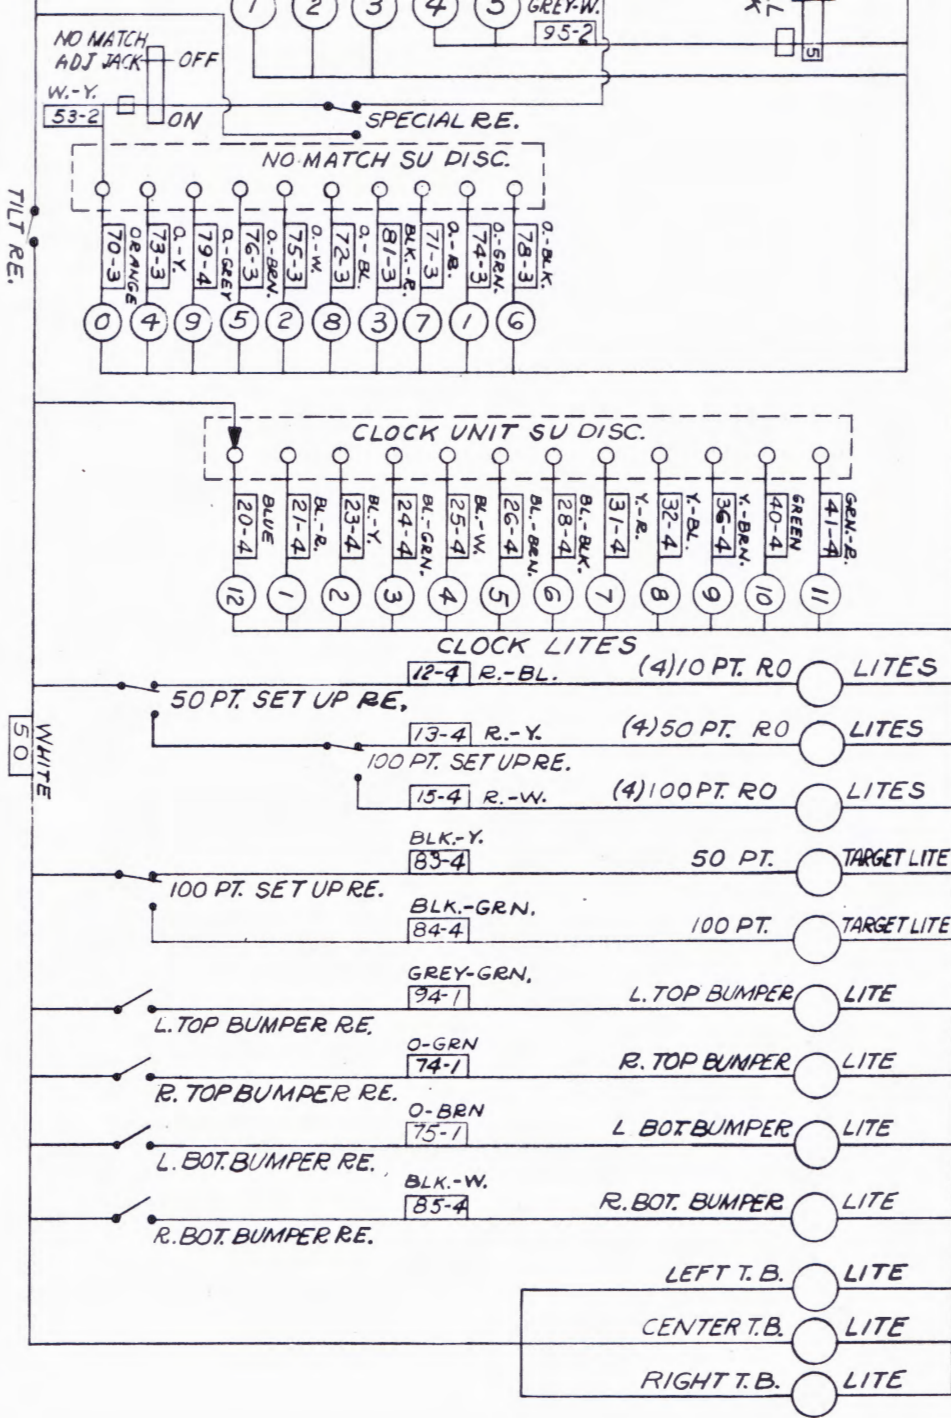 1 2 3 4 5 GREY-W.
95-2
L
K
5
NO MATCH
ADJ JACK OFF
W.-Y.
53-2
ON
SPECIAL RE.
NO MATCH SU DISC.
TILT RE.
70-3 ORANGE
73-3 O.-Y.
79-4 O.-GREY
76-3 O.-BRN.
75-3 O.-W.
72-3 O.-BL.
81-3 BLK.-R.
71-3 O.-R.
74-3 O.-GRN.
78-3 O.-BLK.
0 4 9 5 2 8 3 7 1 6
CLOCK UNIT SU DISC.
20-4 BLUE
21-4 BL.-R.
23-4 BL.-Y
24-4 BL.-GRN.
25-4 BL.-W.
26-4 BL.-BRN.
28-4 BL.-BLK.
31-4 Y.-R.
32-4 Y.-BL.
36-4 Y.-BRN.
40-4 GREEN
41-4 GRN.-R.
12 1 2 3 4 5 6 7 8 9 10 11
CLOCK LITES
12-4 R.-BL. (4)10 PT. RO LITES
50 PT. SET UP RE.
50 WHITE
13-4 R.-Y. (4)50 PT. RO LITES
100 PT. SET UP RE.
15-4 R.-W. (4)100 PT. RO LITES
BLK.-Y.
83-4 50 PT. TARGET LITE
100 PT. SET UP RE.
BLK.-GRN.
84-4 100 PT. TARGET LITE
GREY-GRN.
94-1 L. TOP BUMPER LITE
L. TOP BUMPER RE.
O-GRN
74-1 R. TOP BUMPER LITE
R. TOP BUMPER RE.
O-BRN
75-1 L BOT. BUMPER LITE
L. BOT. BUMPER RE.
BLK.-W.
85-4 R. BOT. BUMPER LITE
R. BOT. BUMPER RE.
LEFT T. B. LITE
CENTER T.B. LITE
RIGHT T.B. LITE